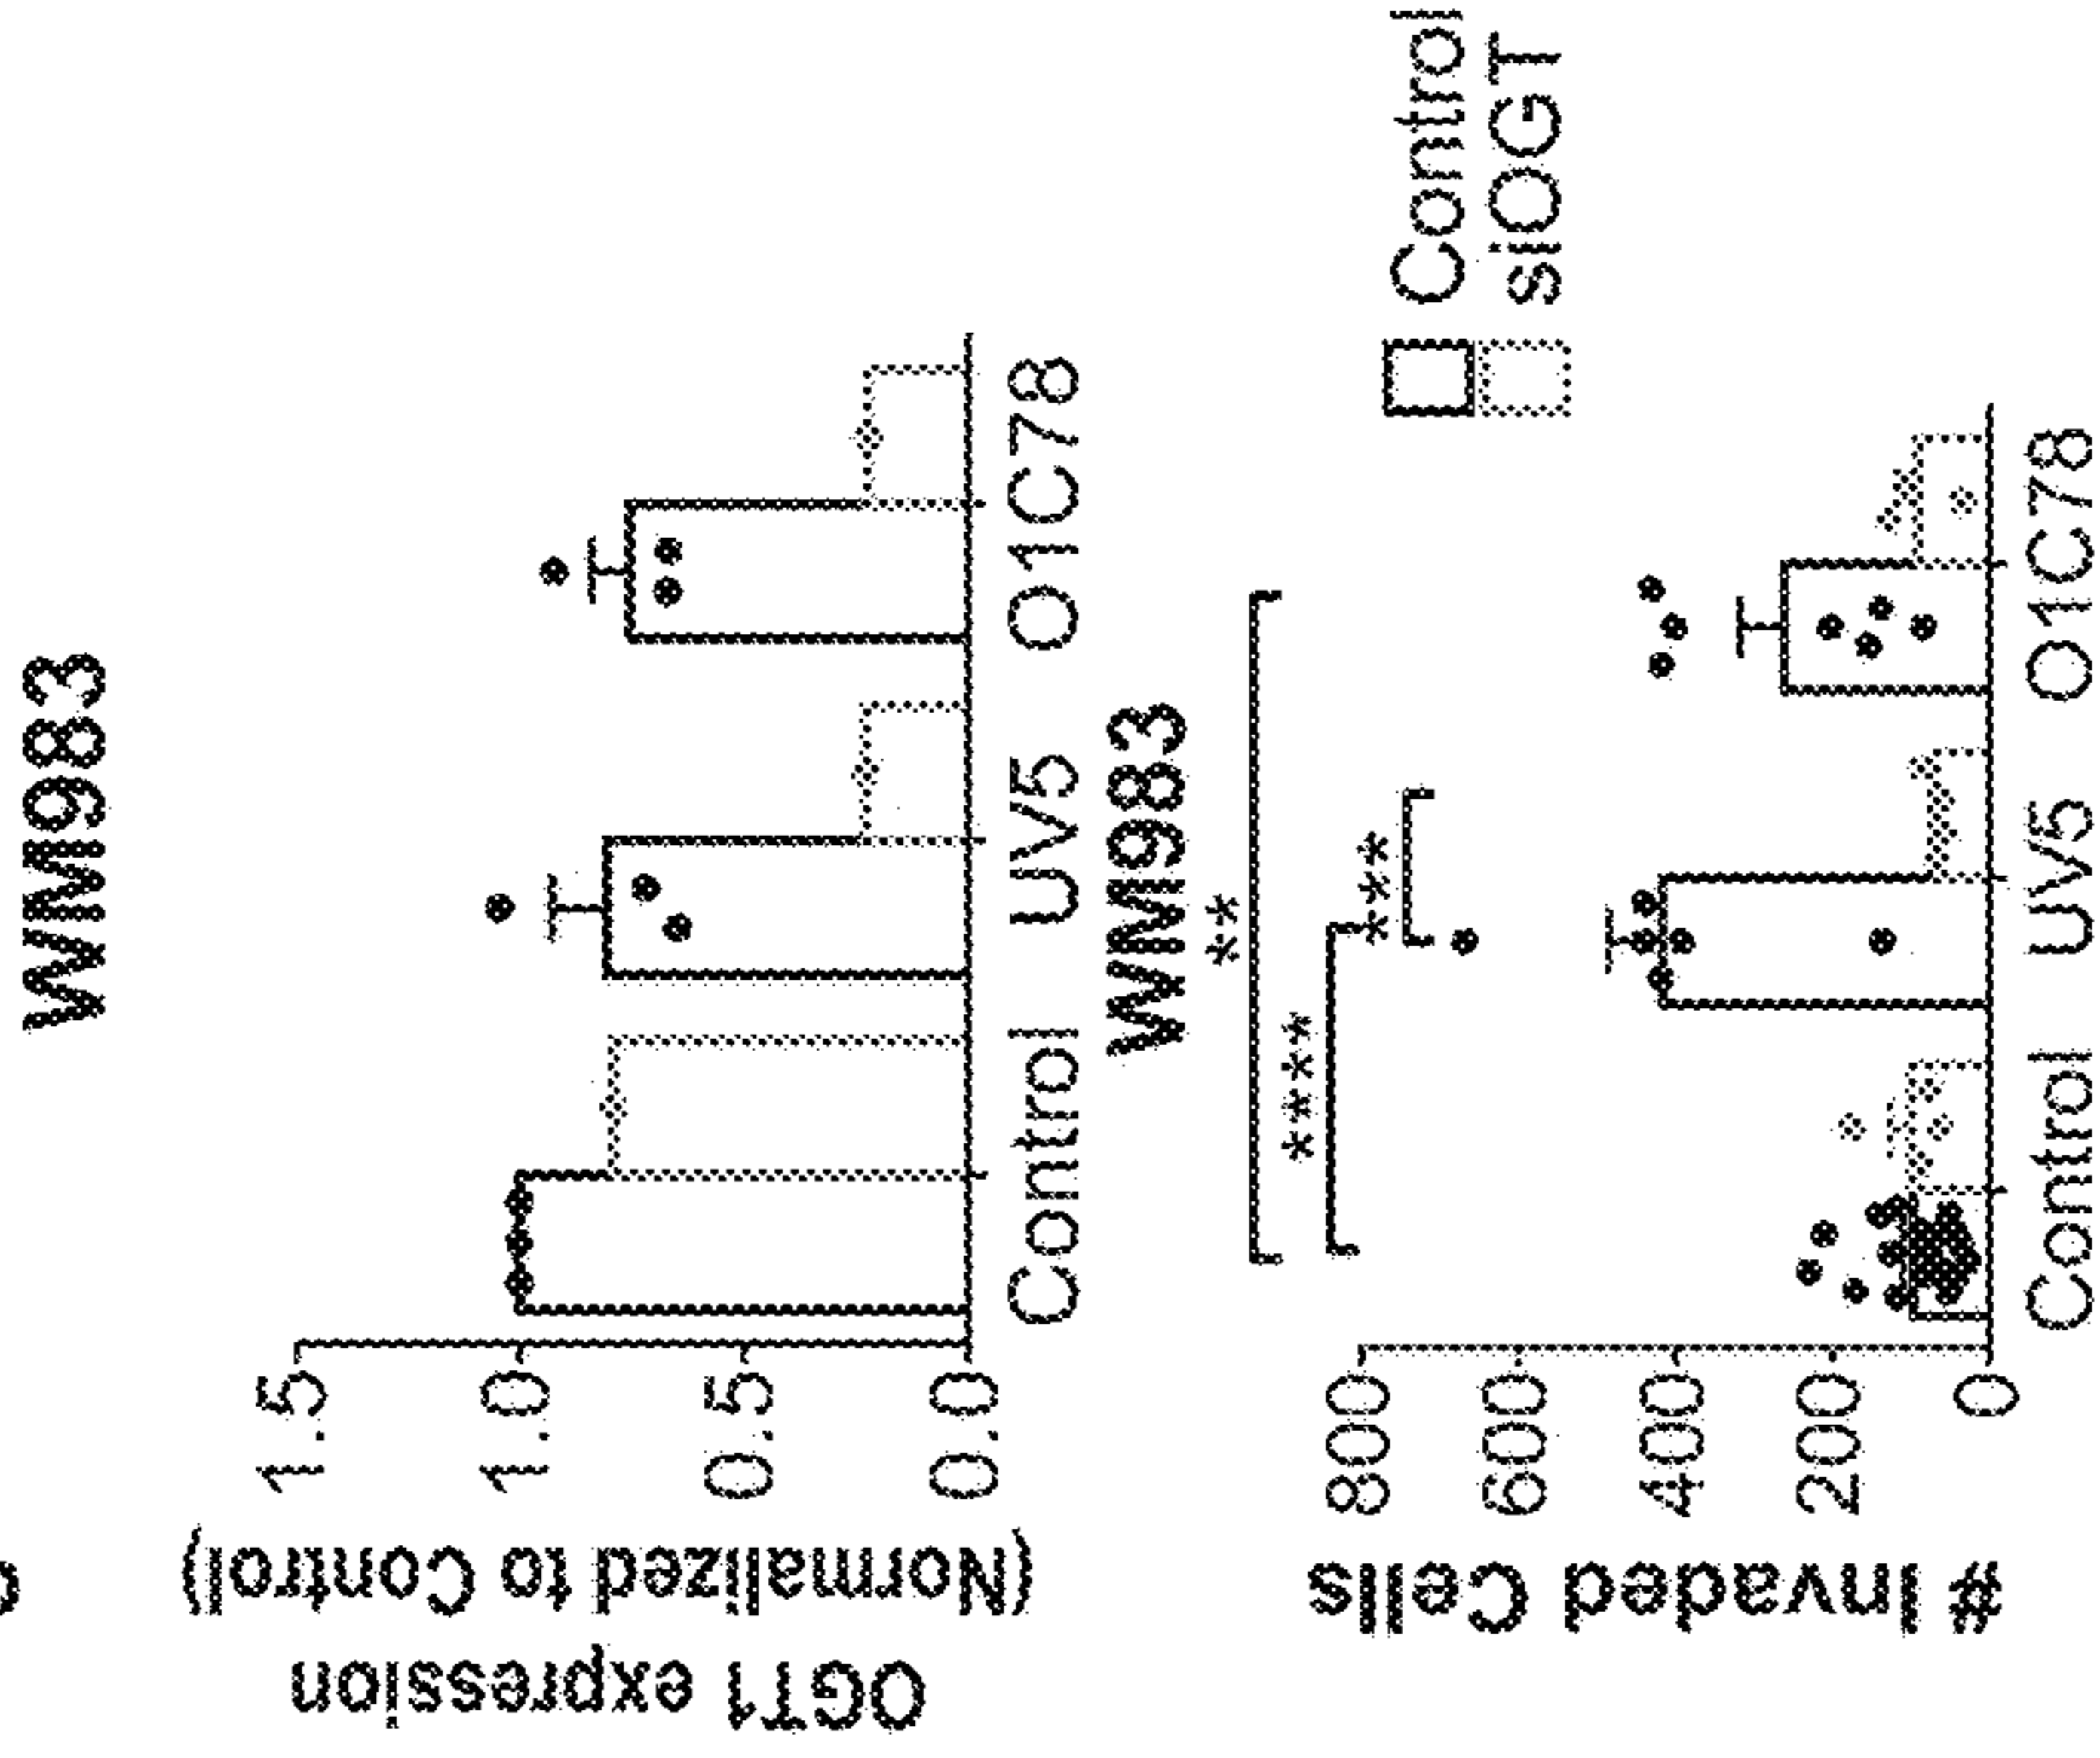 WM983
OGT1 expression
(Normalized to Control)
1.5
1.0
0.5
0.0
Control UV5 O1C78
WM983
**
****
***
# Invaded Cells
800
600
400
200
0
Control UV5 O1C78
Control
siOGT